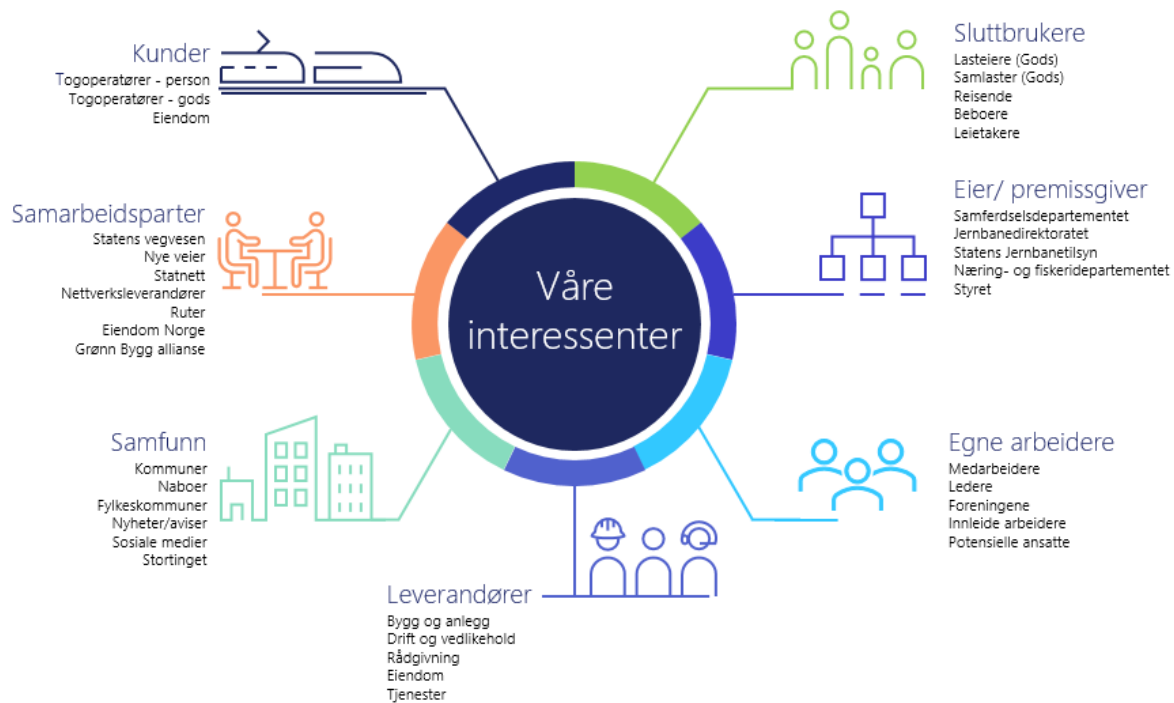 Kunder
Togoperatører - person
Togoperatører - gods
Eiendom
Sluttbrukere
Lasteiere (Gods)
Samlaster (Gods)
Reisende
Beboere
Leietakere
Samarbeidsparter
Statens vegvesen
Nye veier
Statnett
Nettverksleverandører
Ruter
Eiendom Norge
Grønn Bygg allianse
Våre
interessenter
Eier/ premissgiver
Samferdselsdepartementet
Jernbanedirektoratet
Statens Jernbanetilsyn
Næring- og fiskeridepartementet
Styret
Samfunn
Kommuner
Naboer
Fylkeskommuner
Nyheter/aviser
Sosiale medier
Stortinget
Egne arbeidere
Medarbeidere
Ledere
Foreningene
Innleide arbeidere
Potensielle ansatte
Leverandører
Bygg og anlegg
Drift og vedlikehold
Rådgivning
Eiendom
Tjenester